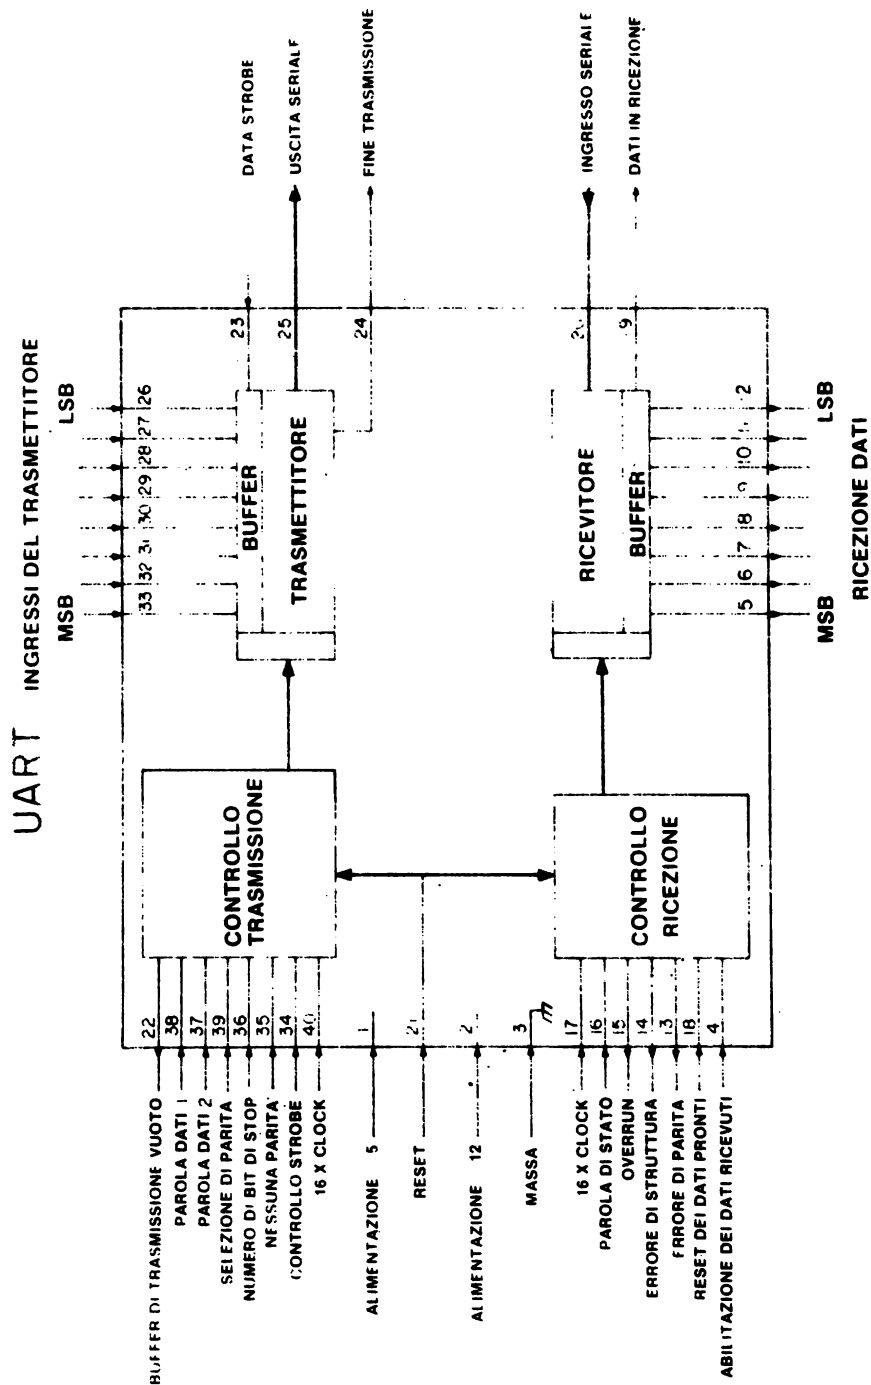 UART
INGRESSI DEL TRASMETTITORE
MSB
LSB
33
32
31
30
29
28
27
26
BUFFER
TRASMETTITORE
23
DATA STROBE
25
USCITA SERIALE
24
FINE TRASMISSIONE
CONTROLLO
TRASMISSIONE
BUFFER DI TRASMISSIONE VUOTO
22
PAROLA DATI 1
38
PAROLA DATI 2
37
SELEZIONE DI PARITA
39
NUMERO DI BIT DI STOP
36
NESSUNA PARITA'
35
CONTROLLO STROBE
34
16 X CLOCK
40
ALIMENTAZIONE 5
1
RESET
21
ALIMENTAZIONE 12
2
MASSA
3
16 X CLOCK
17
PAROLA DI STATO
16
OVERRUN
15
ERRORE DI STRUTTURA
14
ERRORE DI PARITA
13
RESET DEI DATI PRONTI
18
ABILITAZIONE DEI DATI RICEVUTI
4
CONTROLLO
RICEZIONE
RICEVITORE
BUFFER
INGRESSO SERIALE
9
DATI IN RICEZIONE
5
6
7
8
9
10
2
MSB
LSB
RICEZIONE DATI